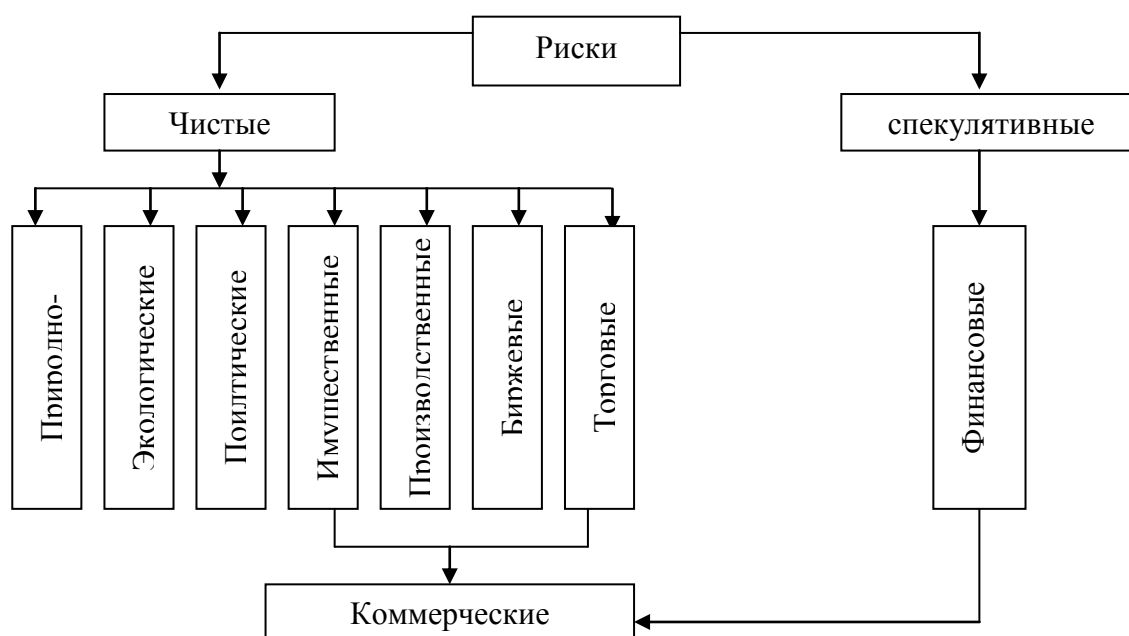 Риски
Чистые
спекулятивные
Природно-
Экологические
Поилтические
Имущественные
Производственные
Биржевые
Торговые
Финансовые
Коммерческие